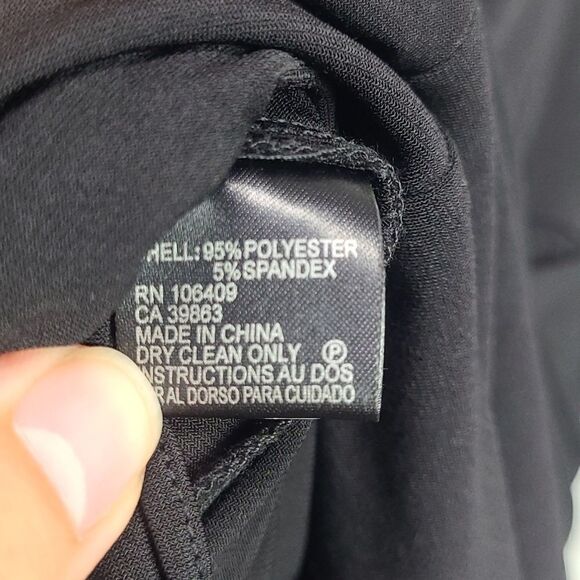 HELL: 95% POLYESTER
5% SPANDEX
RN 106409
CA 39863
MADE IN CHINA
DRY CLEAN ONLY Ⓟ
NSTRUCTIONS AU DOS
R AL DORSO PARA CUIDADO